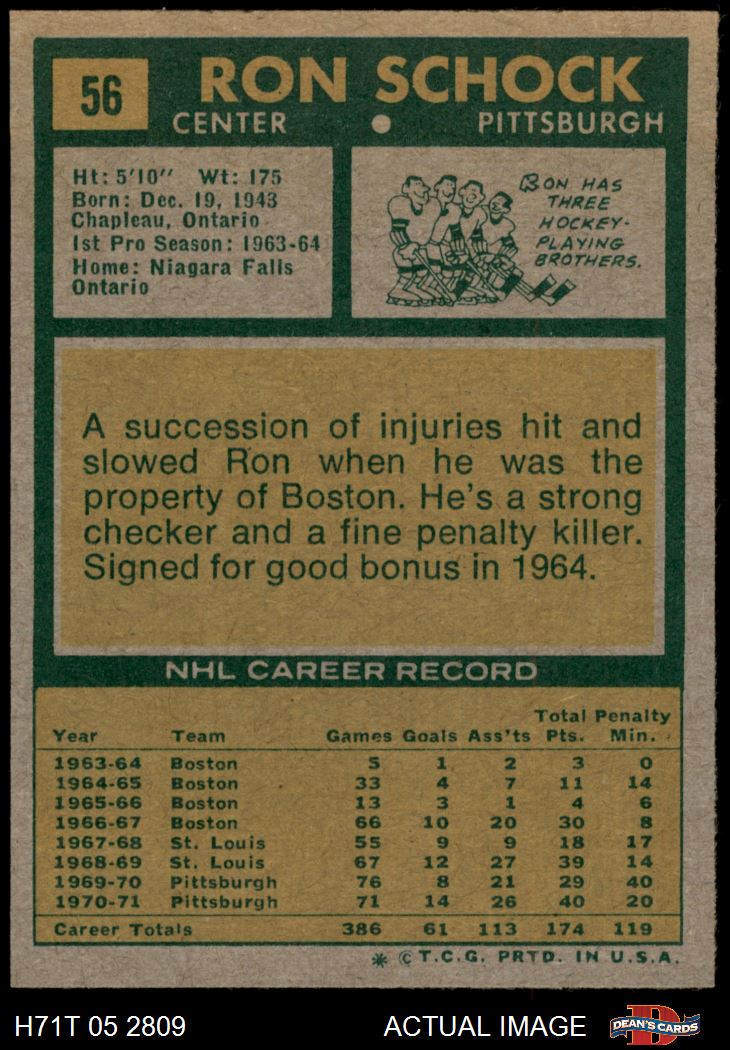 56
RON SCHOCK
CENTER • PITTSBURGH
Ht: 5'10" Wt: 175
Born: Dec. 19, 1943
Chapleau, Ontario
1st Pro Season: 1963-64
Home: Niagara Falls
Ontario
RON HAS
THREE
HOCKEY-
PLAYING
BROTHERS.
A succession of injuries hit and
slowed Ron when he was the
property of Boston. He's a strong
checker and a fine penalty killer.
Signed for good bonus in 1964.
NHL CAREER RECORD
Total Penalty
Year Team Games Goals Ass'ts Pts. Min.
1963-64 Boston 5 1 2 3 0
1964-65 Boston 33 4 7 11 14
1965-66 Boston 13 3 1 4 6
1966-67 Boston 66 10 20 30 8
1967-68 St. Louis 55 9 9 18 17
1968-69 St. Louis 67 12 27 39 14
1969-70 Pittsburgh 76 8 21 29 40
1970-71 Pittsburgh 71 14 26 40 20
Career Totals 386 61 113 174 119
* © T.C.G. PRTD. IN U.S.A.
H71T 05 2809 ACTUAL IMAGE D DEAN'S CARDS